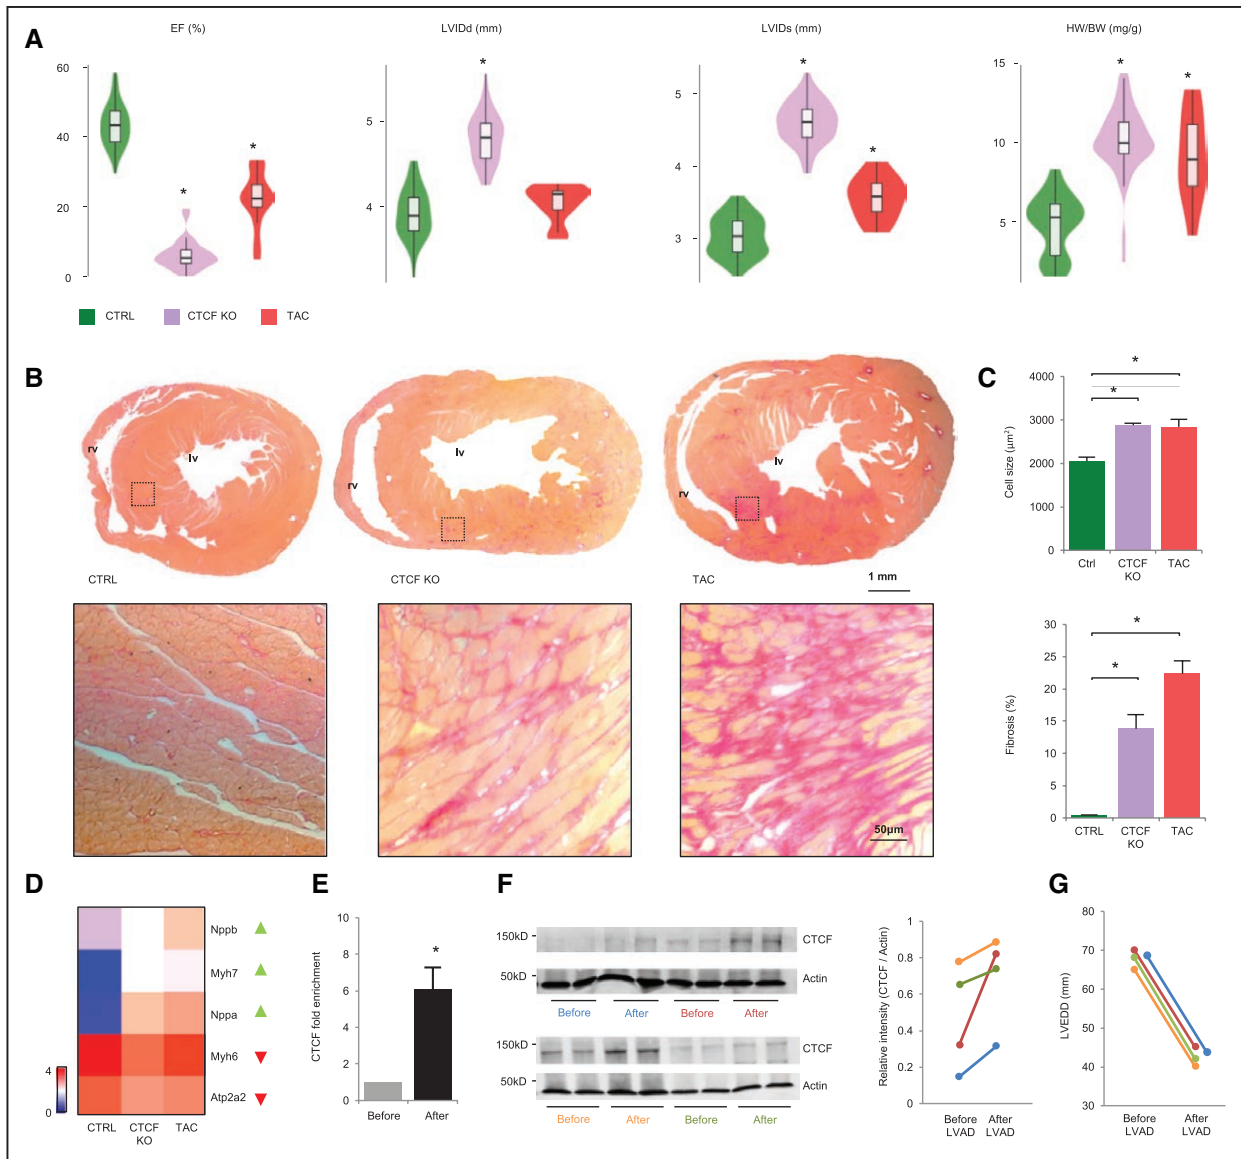 A
EF (%)
LVIDd (mm)
LVIDs (mm)
HW/BW (mg/g)
60
40
20
0
*
*
5
4
*
5
4
3
*
*
15
10
5
*
*
CTRL
CTCF KO
TAC
B
rv
lv
rv
lv
rv
lv
CTRL
CTCF KO
TAC
1 mm
50µm
C
Cell size (µm²)
4000
3000
2000
1000
0
*
*
Ctrl
CTCF
KO
TAC
Fibrosis (%)
30
25
20
15
10
5
0
*
*
CTRL
CTCF
KO
TAC
D
Nppb
Myh7
Nppa
Myh6
Atp2a2
4
0
CTRL
CTCF
KO
TAC
E
CTCF fold enrichment
10
8
6
4
2
0
*
Before
After
F
150kD
CTCF
50kD
Actin
Before
After
Before
After
150kD
CTCF
50kD
Actin
Before
After
Before
After
Relative intensity (CTCF / Actin)
1
0.8
0.6
0.4
0.2
0
Before
LVAD
After
LVAD
G
LVEDD (mm)
80
70
60
50
40
30
Before
LVAD
After
LVAD